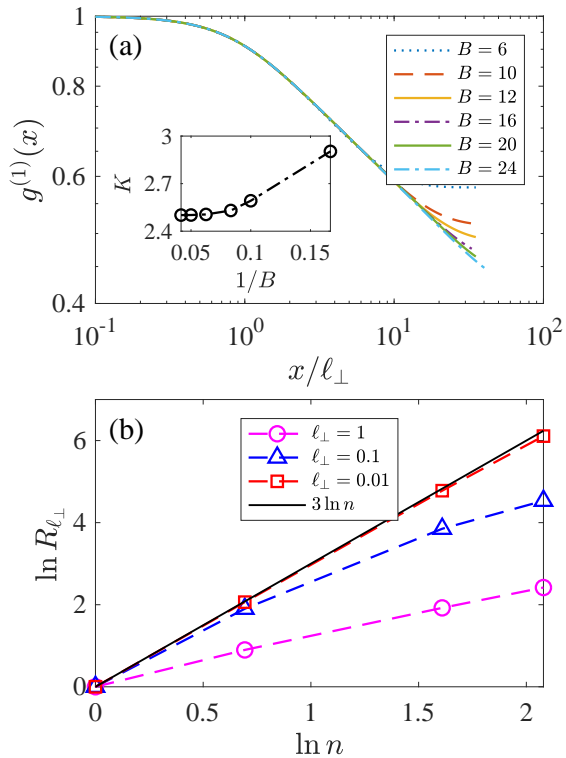 (a)
1
0.8
0.6
0.4
g^{(1)}(x)
B = 6
B = 10
B = 12
B = 16
B = 20
B = 24
3
2.7
2.4
K
0.05 0.1 0.15
1/B
10^{-1} 10^{0} 10^{1} 10^{2}
x/ℓ_⊥
(b)
6
4
2
0
ln R_{ℓ_⊥}
ℓ_⊥ = 1
ℓ_⊥ = 0.1
ℓ_⊥ = 0.01
3 ln n
0 0.5 1 1.5 2
ln n